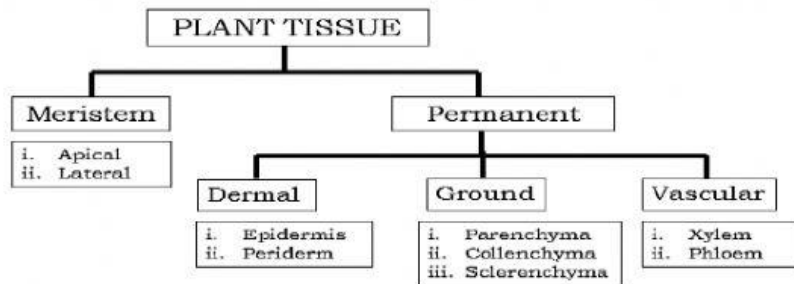 PLANT TISSUE
Meristem
Permanent
i. Apical
ii. Lateral
Dermal
Ground
Vascular
i. Epidermis
ii. Periderm
i. Parenchyma
ii. Collenchyma
iii. Sclerenchyma
i. Xylem
ii. Phloem